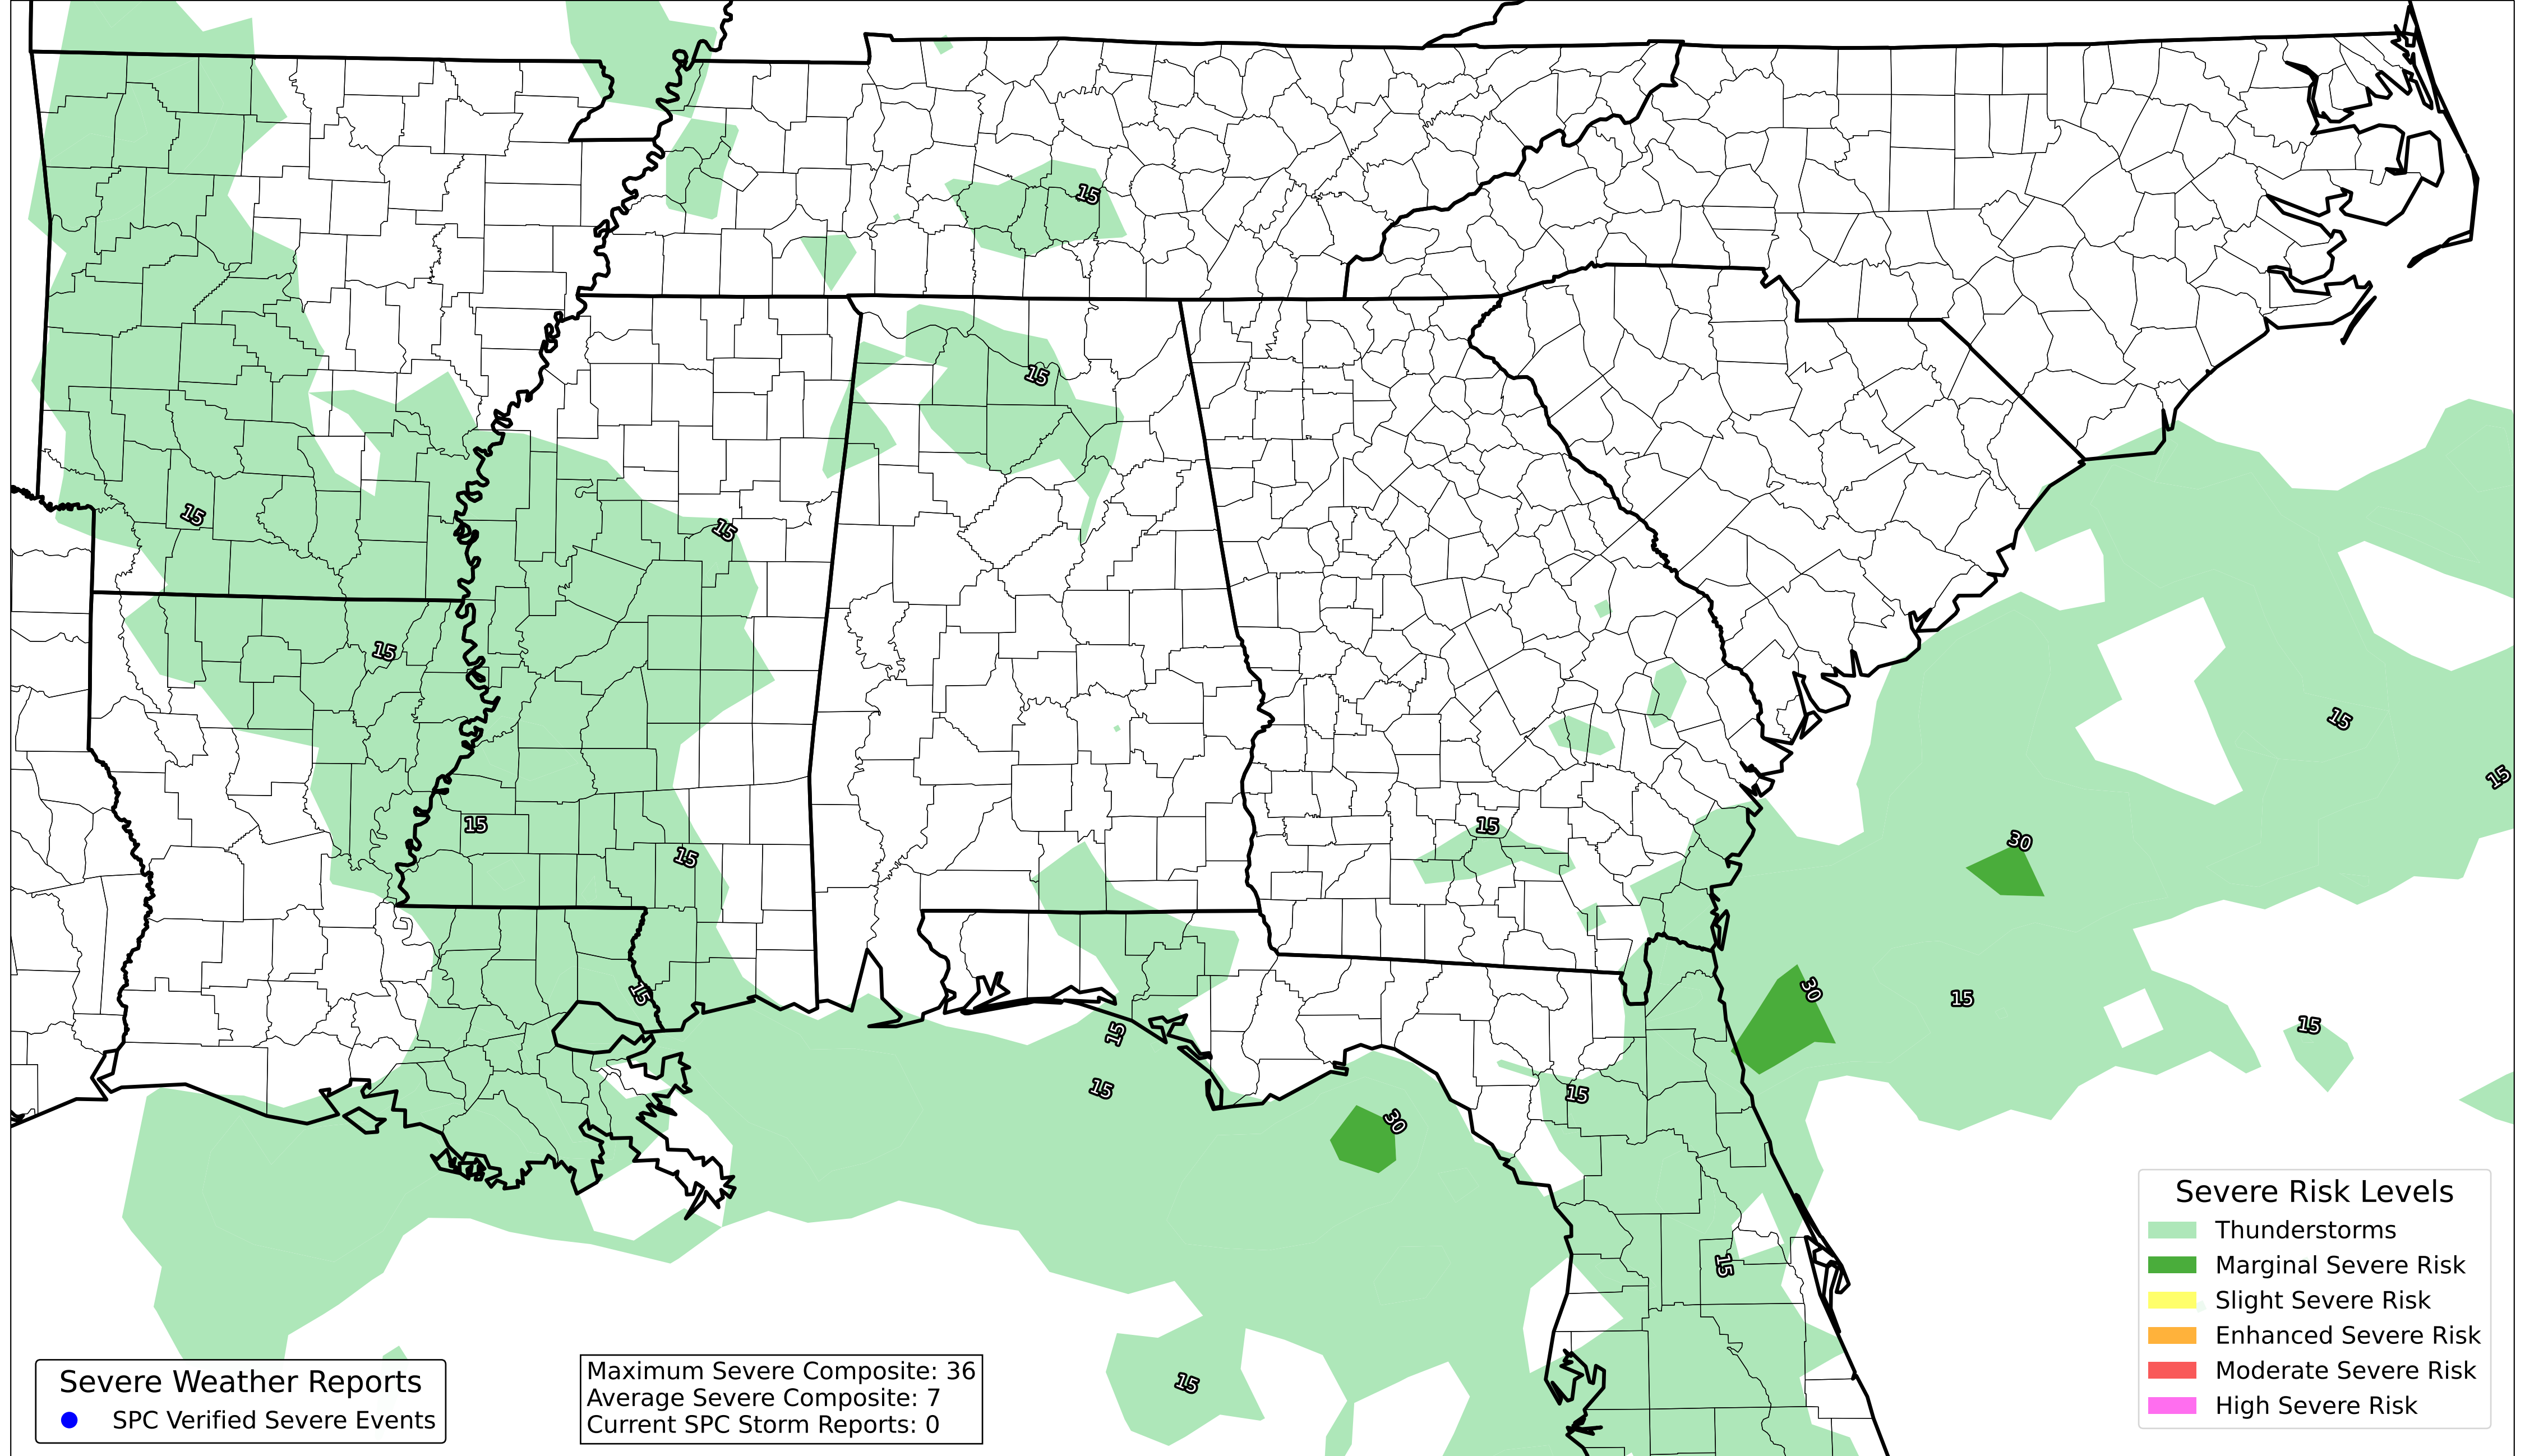 15
15
15
15
15
15
15
30
15
15
15
30
15
15
15
15
15
30
15
15
15
Severe Risk Levels
Thunderstorms
Marginal Severe Risk
Slight Severe Risk
Enhanced Severe Risk
Moderate Severe Risk
High Severe Risk
Severe Weather Reports
SPC Verified Severe Events
Maximum Severe Composite: 36
Average Severe Composite: 7
Current SPC Storm Reports: 0